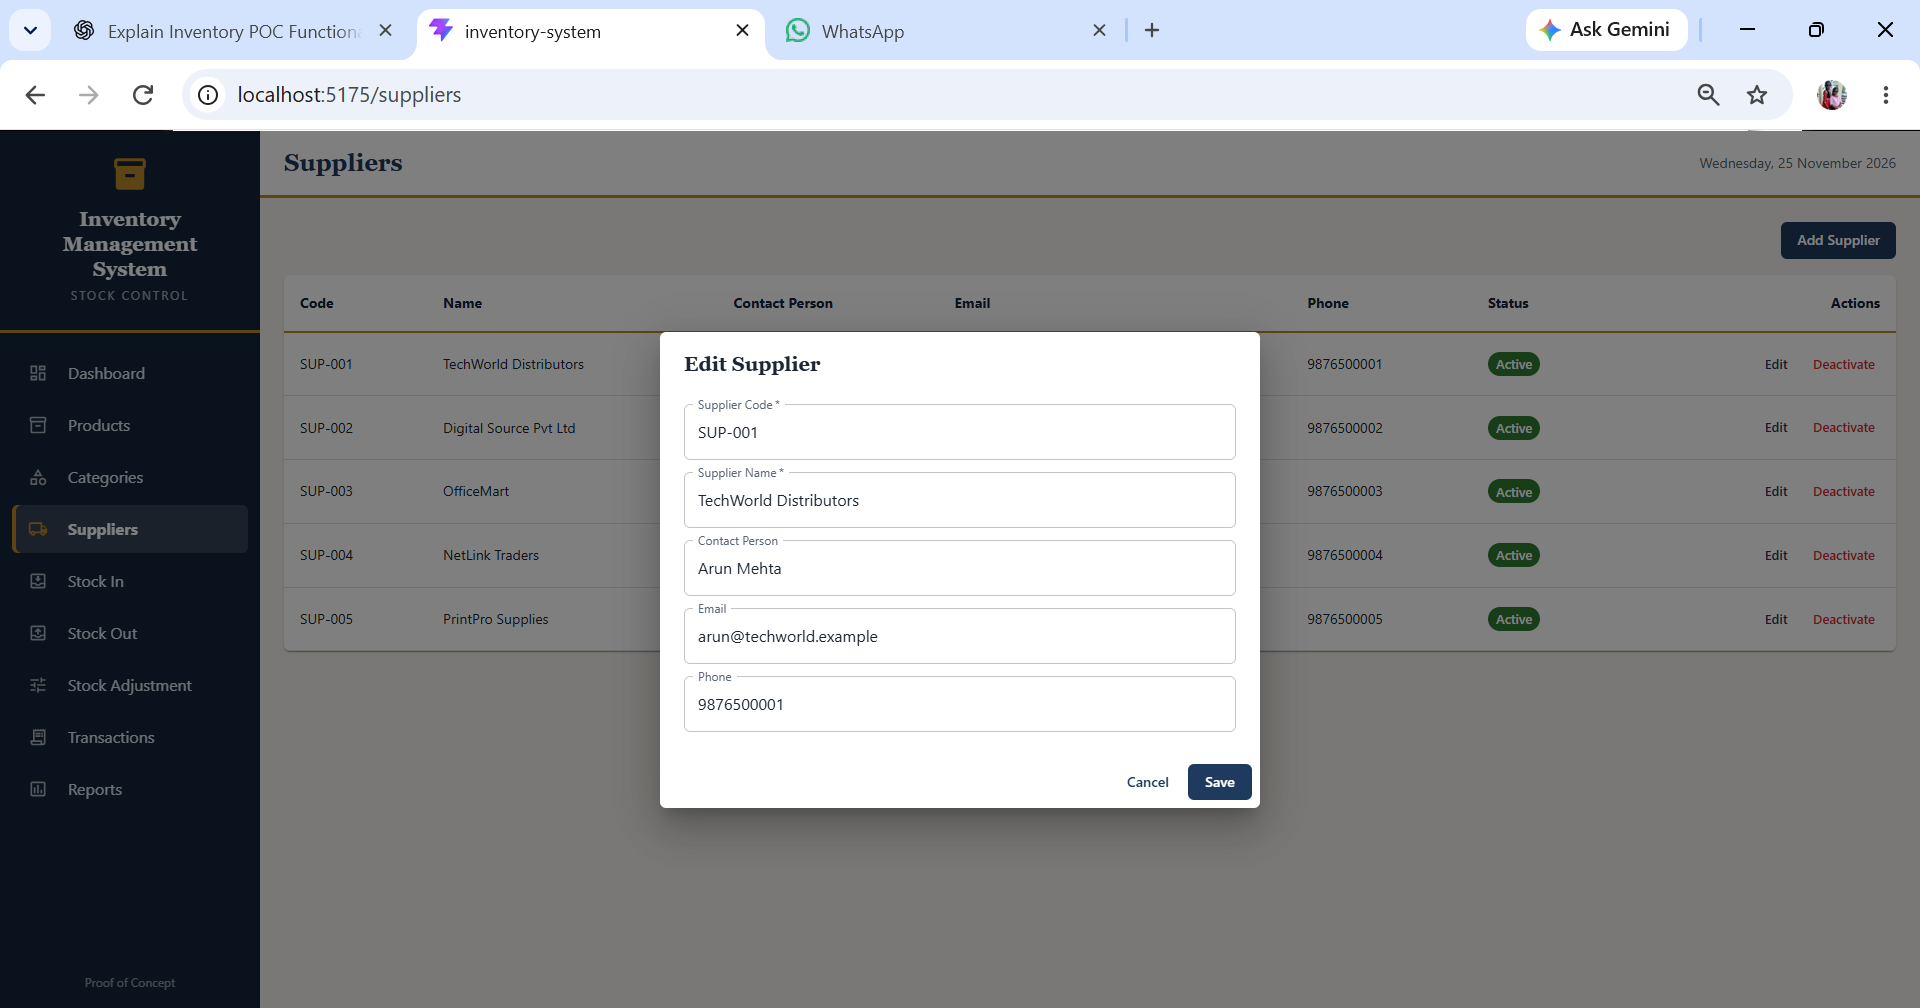 Explain Inventory POC Functiona
inventory-system
WhatsApp
Ask Gemini
localhost:5175/suppliers
Inventory
Management
System
STOCK CONTROL
Dashboard
Products
Categories
Suppliers
Stock In
Stock Out
Stock Adjustment
Transactions
Reports
Proof of Concept
Suppliers
Wednesday, 25 November 2026
Add Supplier
Code Name Contact Person Email Phone Status Actions
SUP-001 TechWorld Distributors 9876500001 Active Edit Deactivate
SUP-002 Digital Source Pvt Ltd 9876500002 Active Edit Deactivate
SUP-003 OfficeMart 9876500003 Active Edit Deactivate
SUP-004 NetLink Traders 9876500004 Active Edit Deactivate
SUP-005 PrintPro Supplies 9876500005 Active Edit Deactivate
Edit Supplier
Supplier Code *
SUP-001
Supplier Name *
TechWorld Distributors
Contact Person
Arun Mehta
Email
arun@techworld.example
Phone
9876500001
Cancel Save